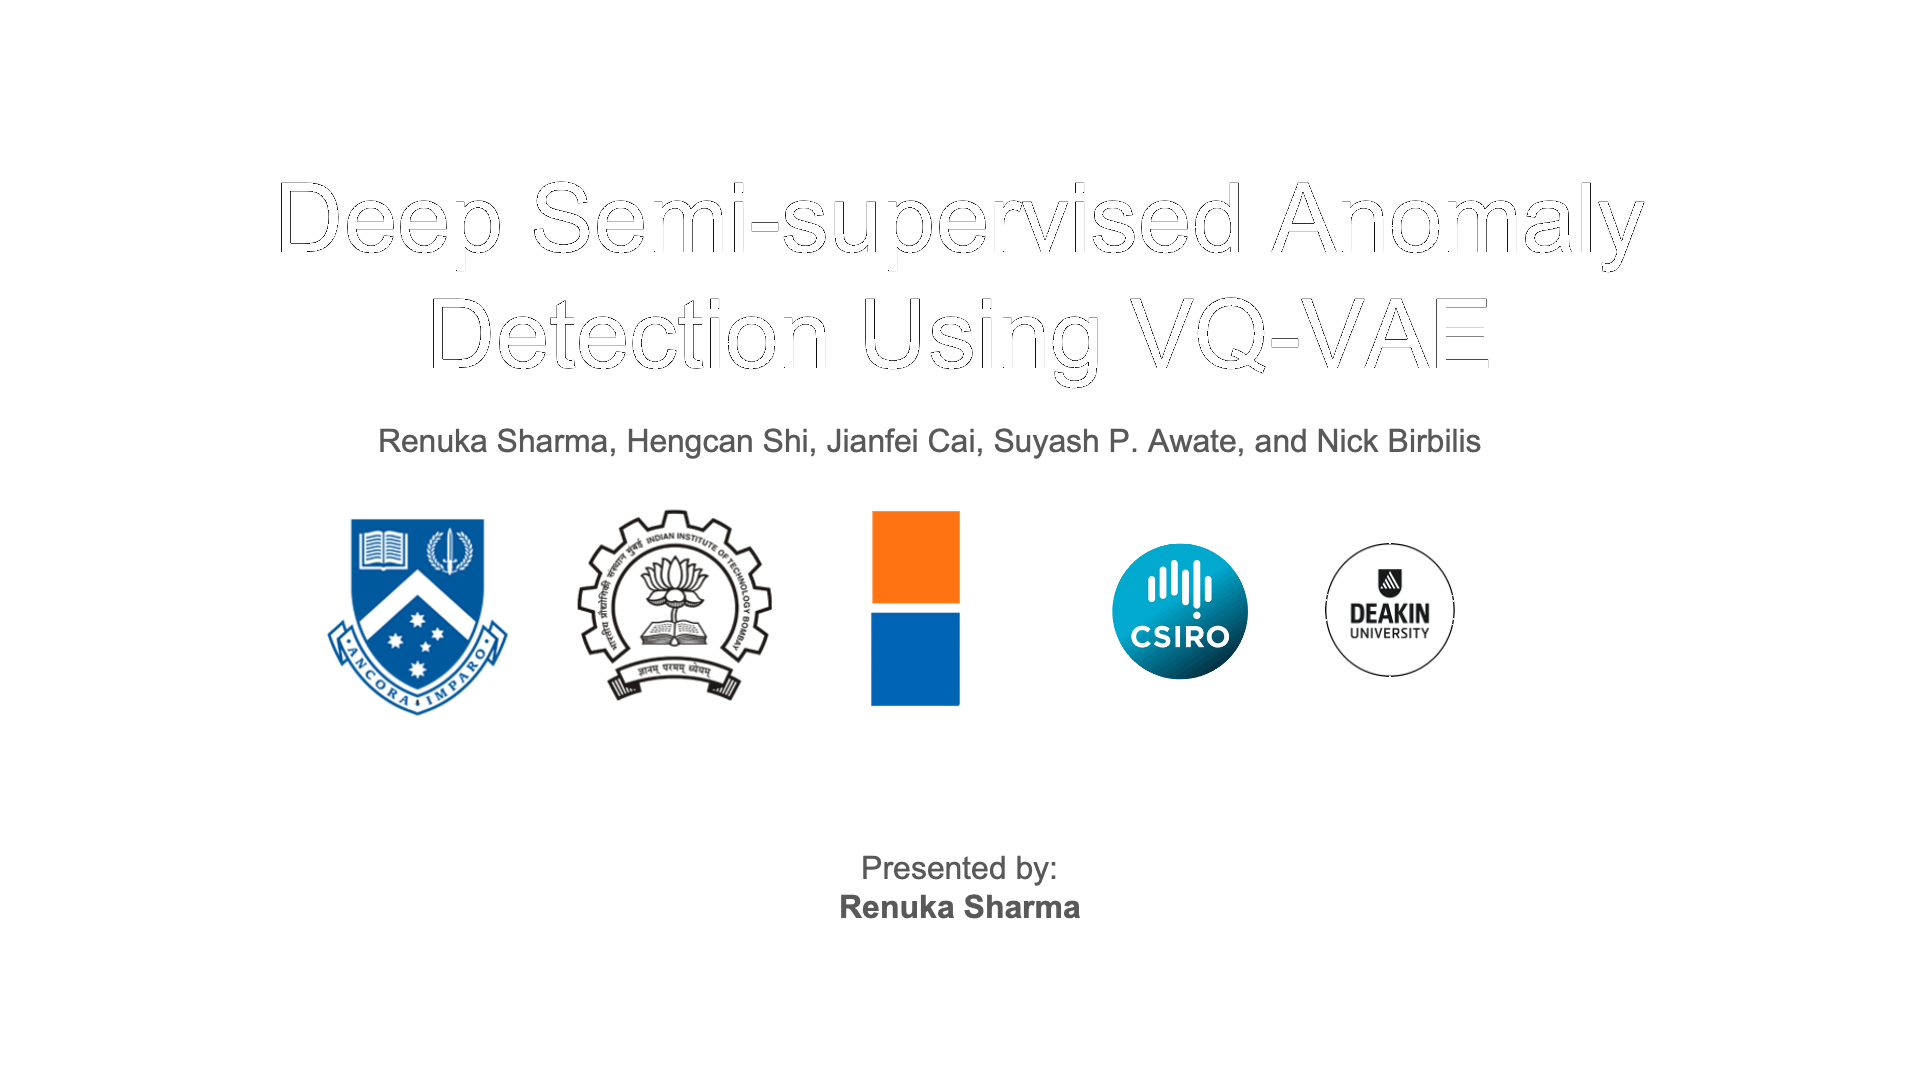 Deep Semi-supervised Anomaly
Detection Using VQ-VAE
Renuka Sharma, Hengcan Shi, Jianfei Cai, Suyash P. Awate, and Nick Birbilis
ANCORA IMPARO
भारतीय प्रौद्योगिकी संस्थान मुंबई INDIAN INSTITUTE OF TECHNOLOGY BOMBAY
ज्ञानम् परमम् ध्येयम्
CSIRO
DEAKIN
UNIVERSITY
Presented by:
Renuka Sharma